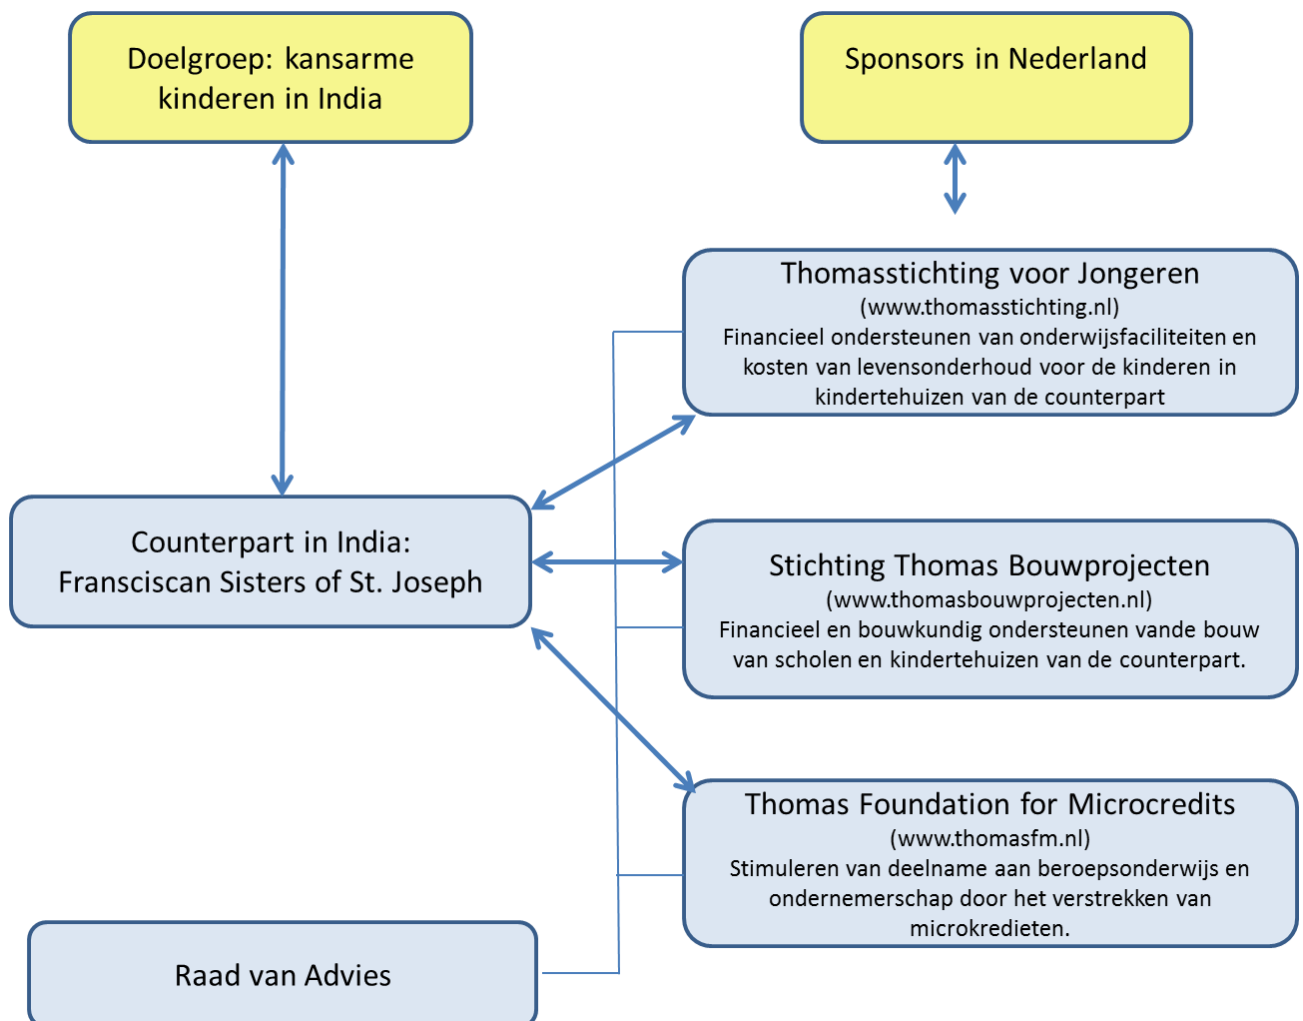 Doelgroep: kansarme
kinderen in India
Sponsors in Nederland
Thomasstichting voor Jongeren
(www.thomasstichting.nl)
Financieel ondersteunen van onderwijsfaciliteiten en
kosten van levensonderhoud voor de kinderen in
kindertehuizen van de counterpart
Counterpart in India:
Fransciscan Sisters of St. Joseph
Stichting Thomas Bouwprojecten
(www.thomasbouwprojecten.nl)
Financieel en bouwkundig ondersteunen vande bouw
van scholen en kindertehuizen van de counterpart.
Thomas Foundation for Microcredits
(www.thomasfm.nl)
Stimuleren van deelname aan beroepsonderwijs en
ondernemerschap door het verstrekken van
microkredieten.
Raad van Advies